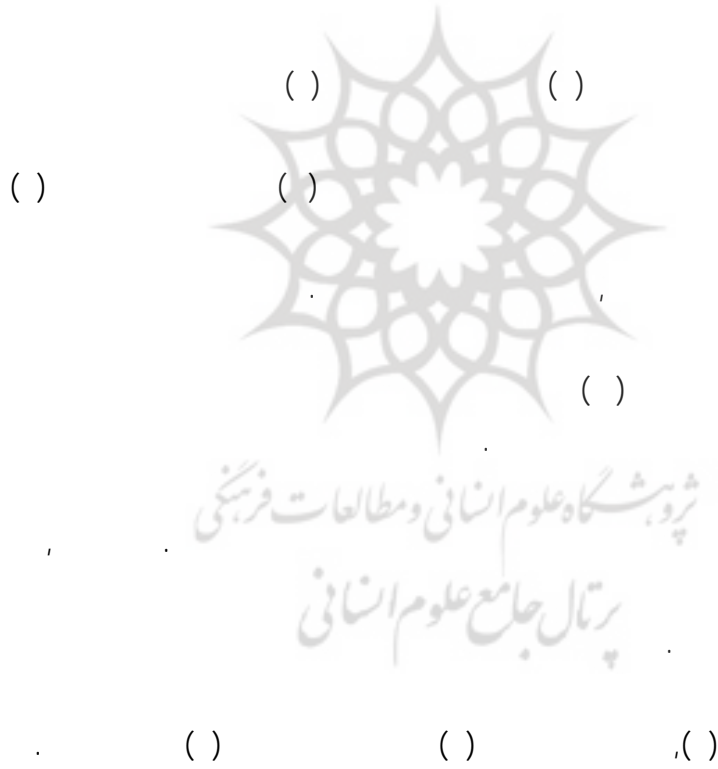 ( ) ( )
( ) ( )
. ,
( )
.
پژوهشگاه علوم انسانی و مطالعات فرهنگی
. ,
پرتال جامع علوم انسانی
.
( ), ( ) ( ) .